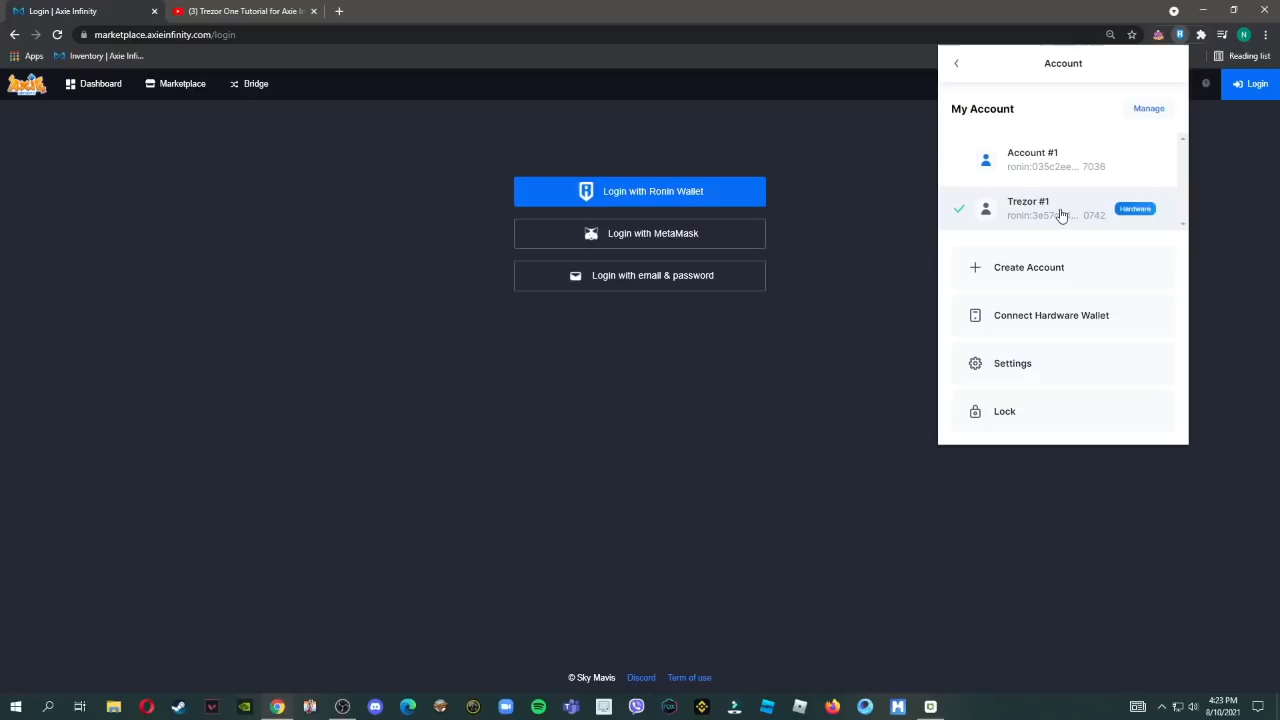 Login | Axie Infinity
(3) Trezor One Tutorial for Axie In
marketplace.axieinfinity.com/login
N
Apps
Inventory | Axie Infi...
Reading list
Dashboard
Marketplace
Bridge
Login
Account
My Account
Manage
Account #1
ronin:035c2ee... 7036
Trezor #1
0742
Hardware
Create Account
Connect Hardware Wallet
Settings
Lock
Login with Ronin Wallet
Login with MetaMask
Login with email & password
© Sky Mavis
Discord
Term of use
4:23 PM
8/10/2021